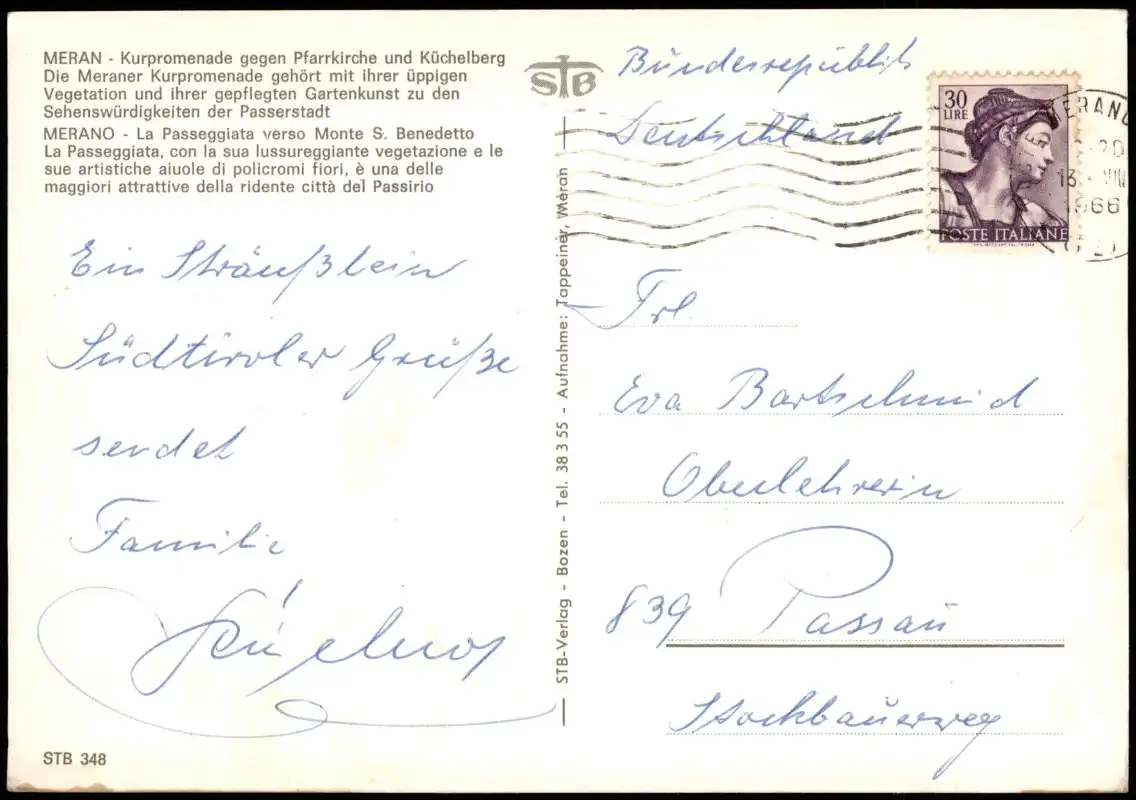 MERAN - Kurpromenade gegen Pfarrkirche und Küchelberg
Die Meraner Kurpromenade gehört mit ihrer üppigen
Vegetation und ihrer gepflegten Gartenkunst zu den
Sehenswürdigkeiten der Passerstadt
MERANO - La Passeggiata verso Monte S. Benedetto
La Passeggiata, con la sua lussureggiante vegetazione e le
sue artistiche aiuole di policromi fiori, è una delle
maggiori attrattive della ridente città del Passirio
Ein Sträußlein
Südtiroler Grüße
sendet
Familie
STB 348
STB
STB-Verlag - Bozen - Tel. 38 3 55 - Aufnahme: Tappeiner, Meran
Bundesrepublik
Deutschland
30
LIRE
POSTE ITALIANE
MERANO
1966
Frl.
Eva Bartschmid
Oberlehrerin
839 Passau
Stockbauerweg